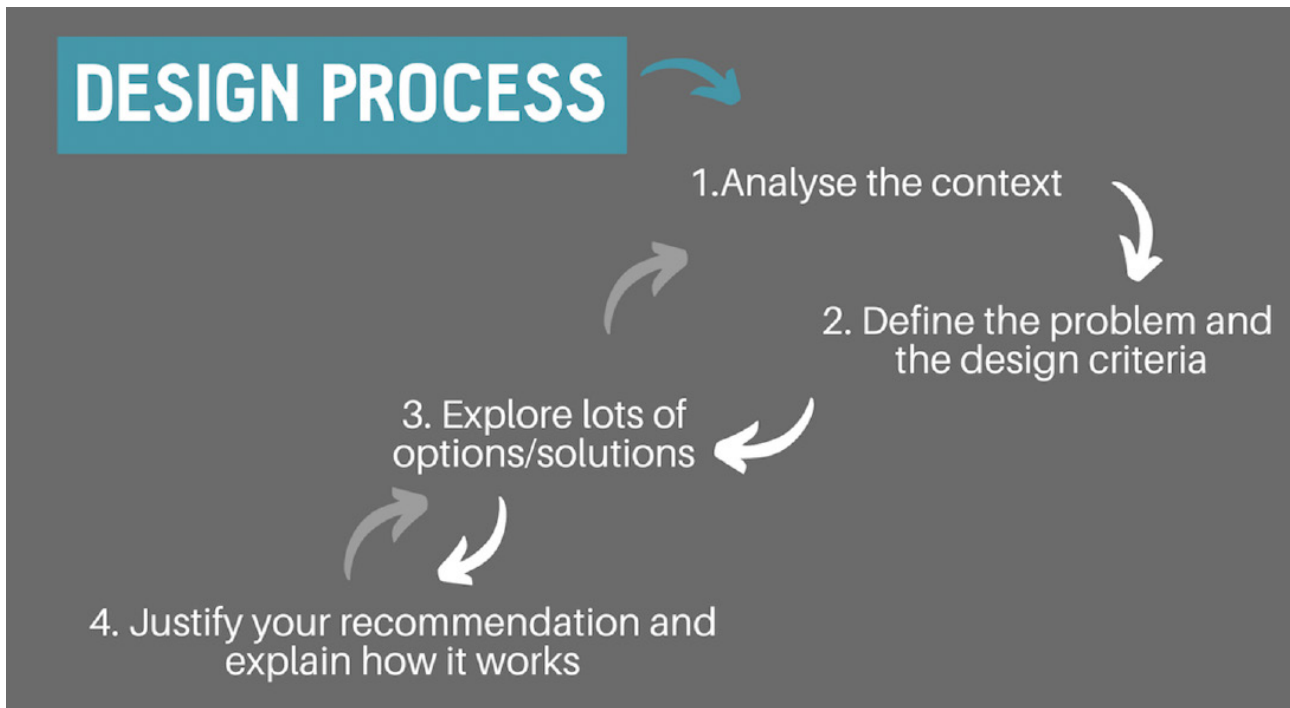 DESIGN PROCESS
1.Analyse the context
2. Define the problem and
the design criteria
3. Explore lots of
options/solutions
4. Justify your recommendation and
explain how it works